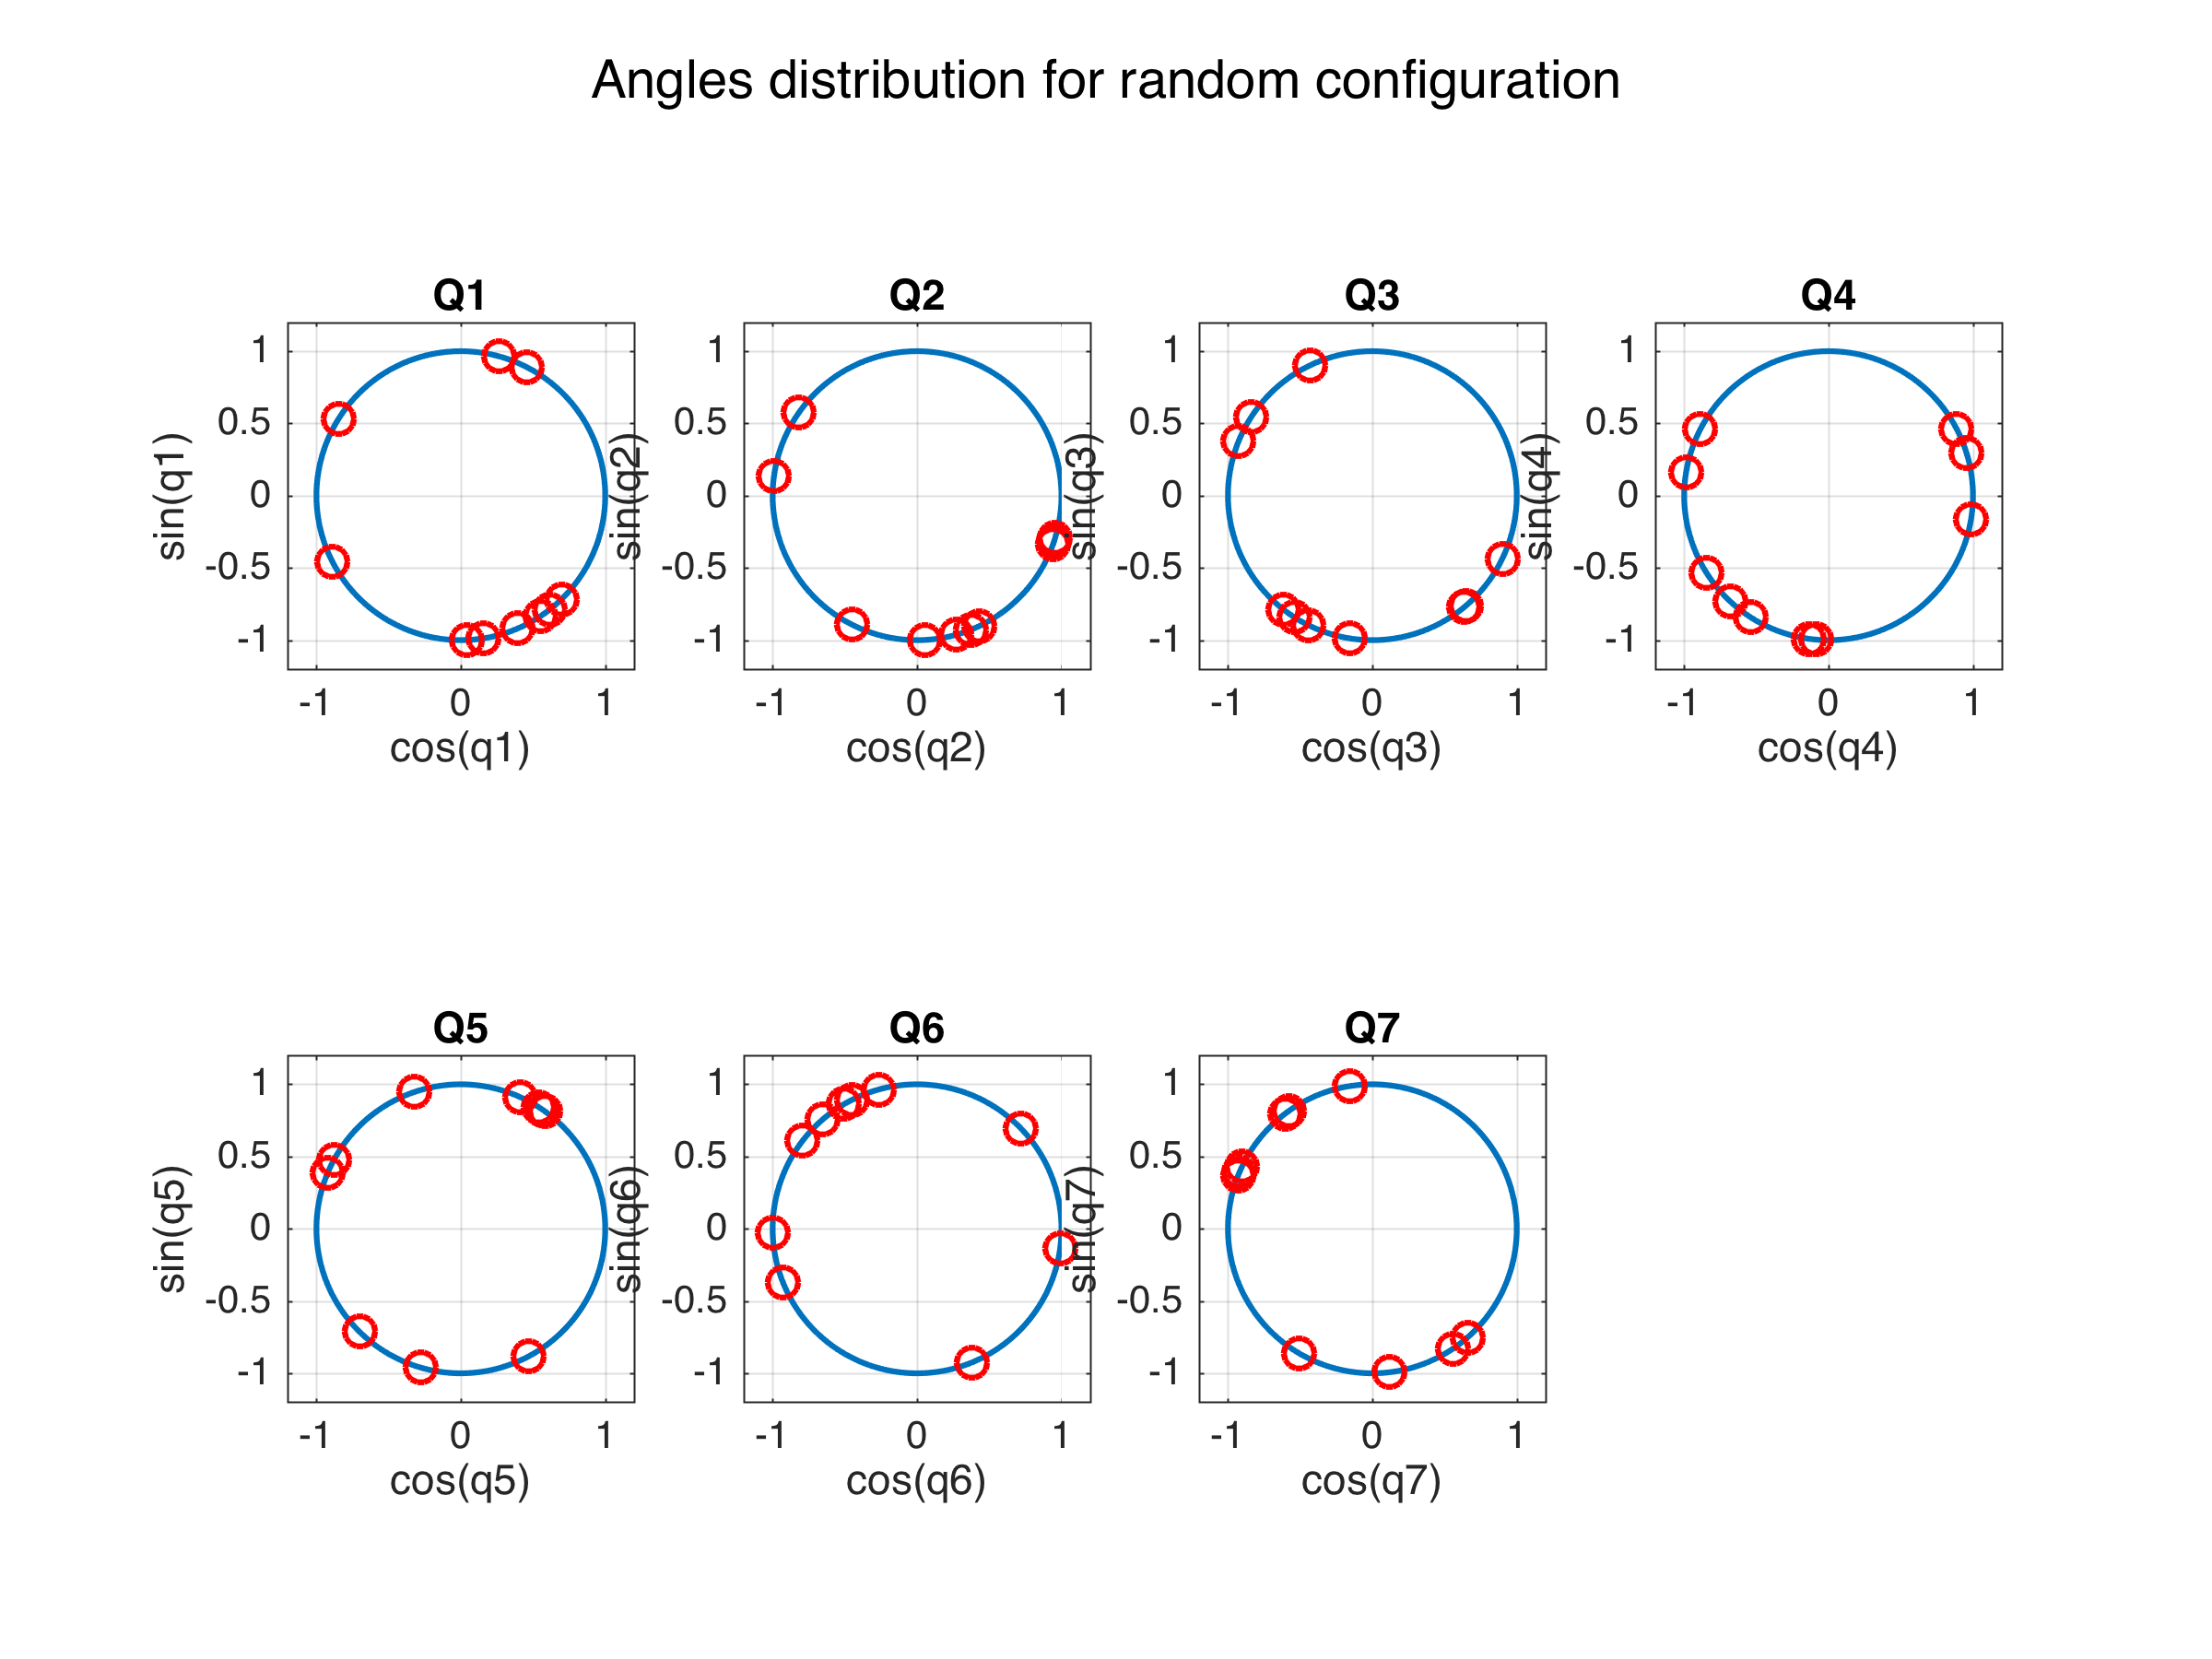 Angles distribution for random configuration
Q1
1
0.5
0
-0.5
-1
sin(q1)
-1 0 1
cos(q1)
Q2
1
0.5
0
-0.5
-1
sin(q2)
-1 0 1
cos(q2)
Q3
1
0.5
0
-0.5
-1
sin(q3)
-1 0 1
cos(q3)
Q4
1
0.5
0
-0.5
-1
sin(q4)
-1 0 1
cos(q4)
Q5
1
0.5
0
-0.5
-1
sin(q5)
-1 0 1
cos(q5)
Q6
1
0.5
0
-0.5
-1
sin(q6)
-1 0 1
cos(q6)
Q7
1
0.5
0
-0.5
-1
sin(q7)
-1 0 1
cos(q7)